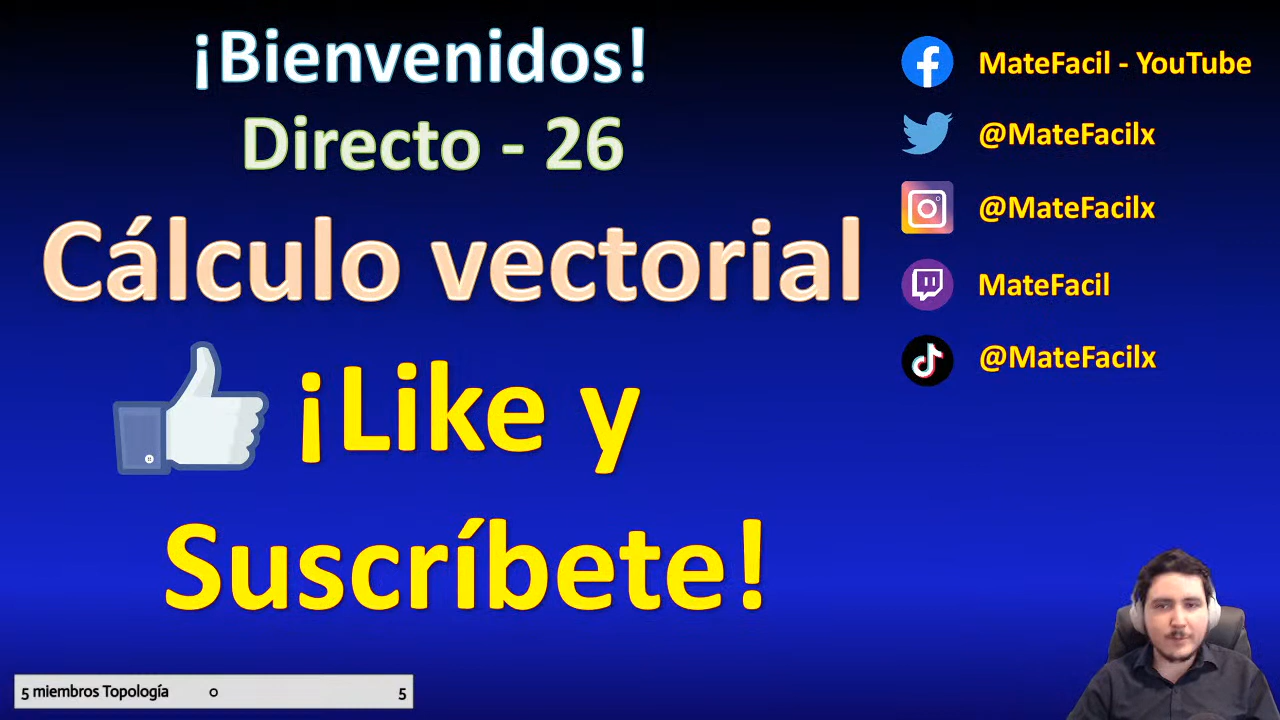 ¡Bienvenidos!
Directo - 26
Cálculo vectorial
¡Like y
Suscríbete!
MateFacil - YouTube
@MateFacilx
@MateFacilx
MateFacil
@MateFacilx
5 miembros Topología 0 5